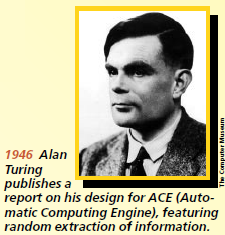 1946 Alan
Turing
publishes a
report on his design for ACE (Auto-
matic Computing Engine), featuring
random extraction of information.
The Computer Museum